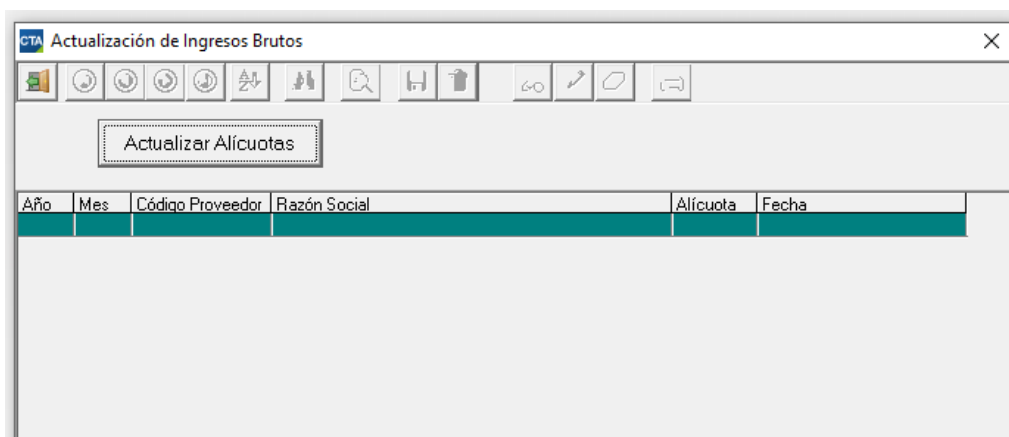 CTA Actualización de Ingresos Brutos
Actualizar Alícuotas
Año Mes Código Proveedor Razón Social Alícuota Fecha